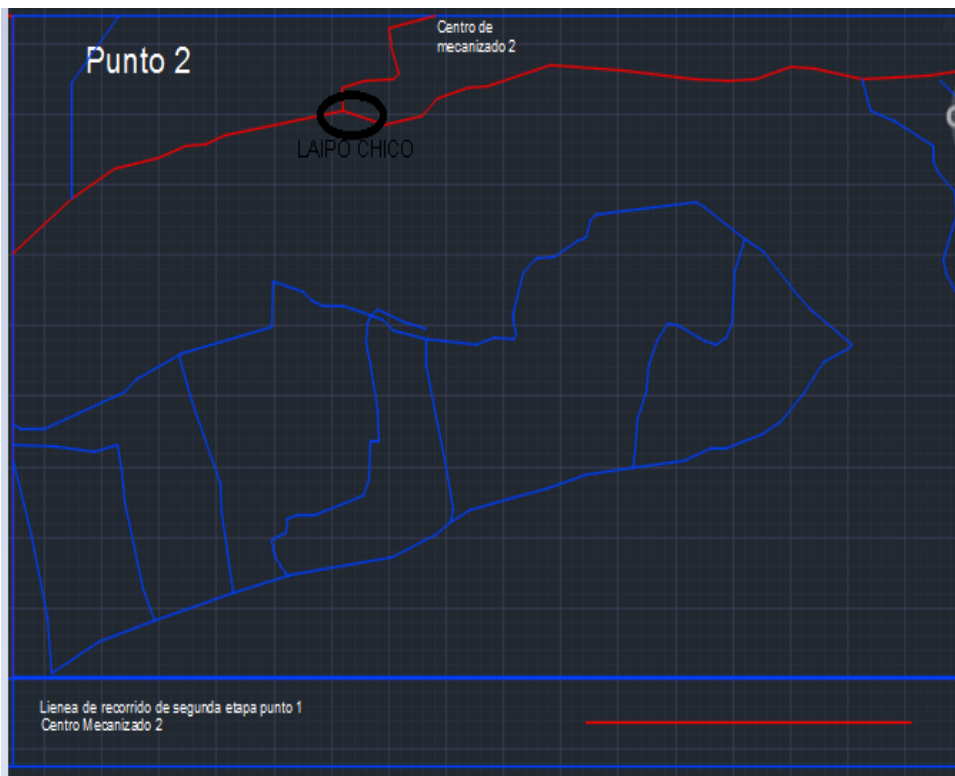 Centro de
mecanizado 2
Punto 2
LAIPO CHICO
Lienea de recorrido de segunda etapa punto 1
Centro Mecanizado 2